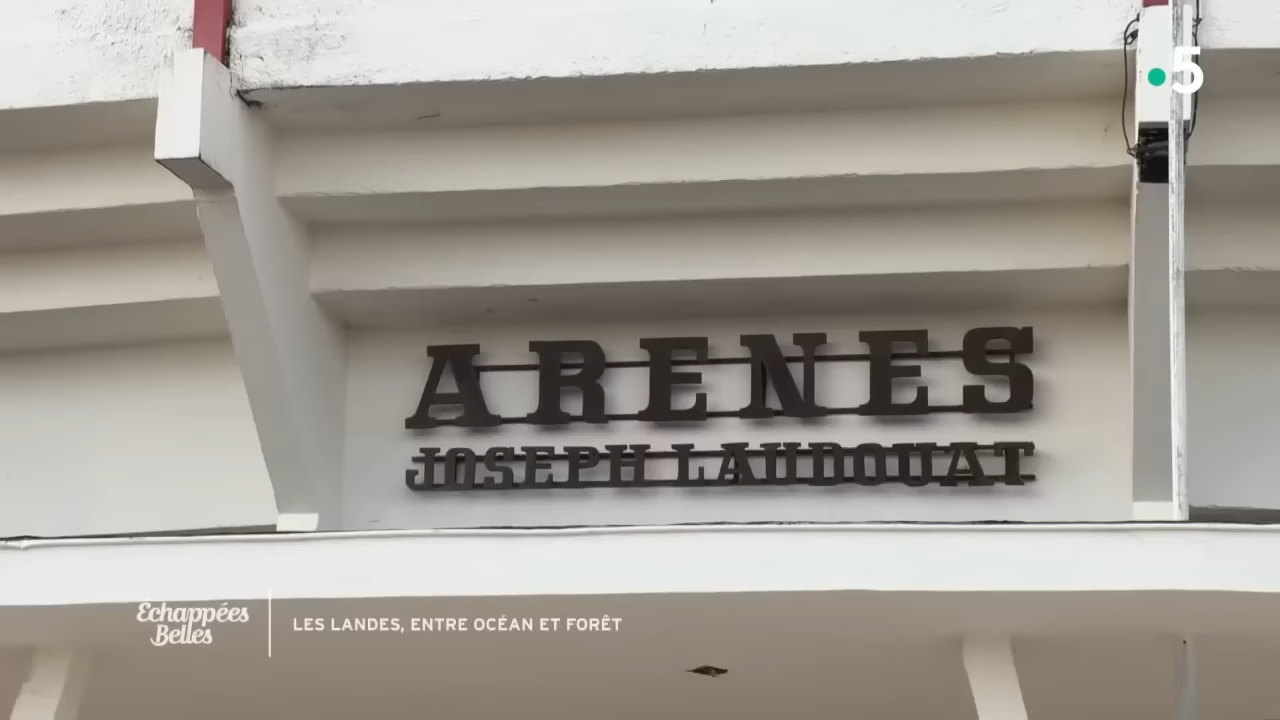 5
ARENES
JOSEPH LAUDOUAT
Échappées
Belles
LES LANDES, ENTRE OCÉAN ET FORÊT